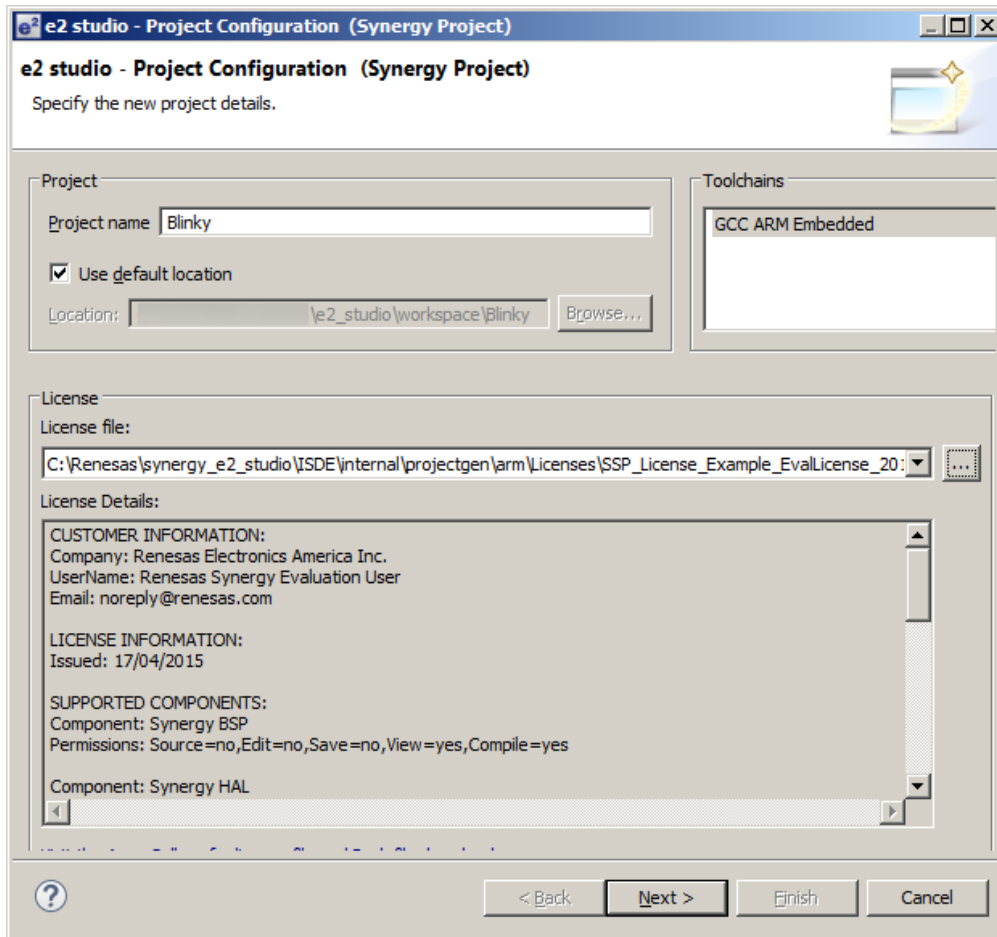 e2 studio - Project Configuration (Synergy Project)
e2 studio - Project Configuration (Synergy Project)
Specify the new project details.
Project
Project name Blinky
Use default location
Location: \e2_studio\workspace\Blinky Browse...
Toolchains
GCC ARM Embedded
License
License file:
C:\Renesas\synergy_e2_studio\ISDE\internal\projectgen\arm\Licenses\SSP_License_Example_EvalLicense_201
...
License Details:
CUSTOMER INFORMATION:
Company: Renesas Electronics America Inc.
UserName: Renesas Synergy Evaluation User
Email: noreply@renesas.com
LICENSE INFORMATION:
Issued: 17/04/2015
SUPPORTED COMPONENTS:
Component: Synergy BSP
Permissions: Source=no,Edit=no,Save=no,View=yes,Compile=yes
Component: Synergy HAL
< Back Next > Finish Cancel